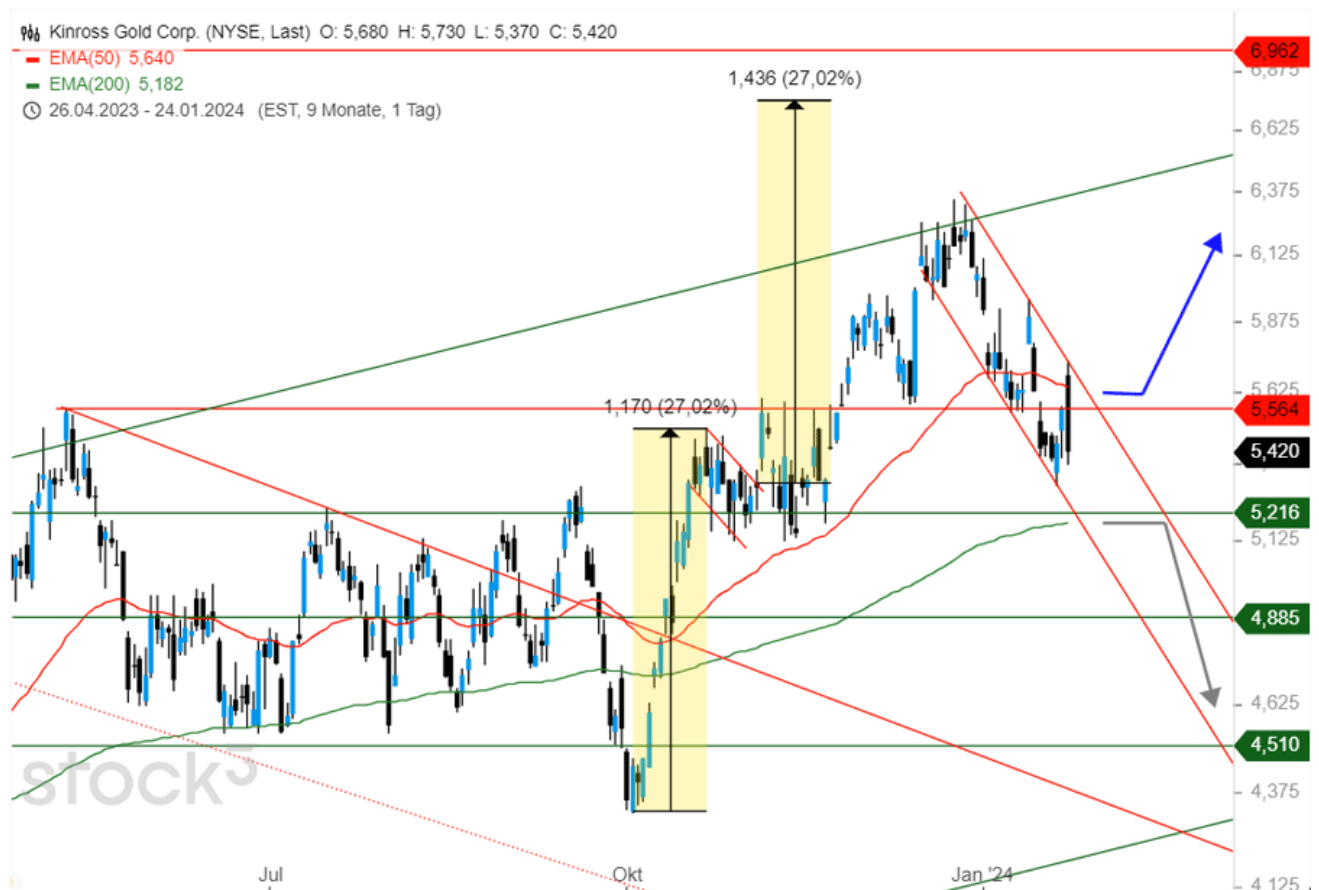 Kinross Gold Corp. (NYSE, Last) O: 5,680 H: 5,730 L: 5,370 C: 5,420
EMA(50) 5,640
EMA(200) 5,182
26.04.2023 - 24.01.2024 (EST, 9 Monate, 1 Tag)
1,436 (27,02%)
1,170 (27,02%)
6,962
6,875
6,625
6,375
6,125
5,875
5,625
5,564
5,420
5,216
5,125
4,885
4,625
4,510
4,375
4,125
stock3
Jul
Okt
Jan '24